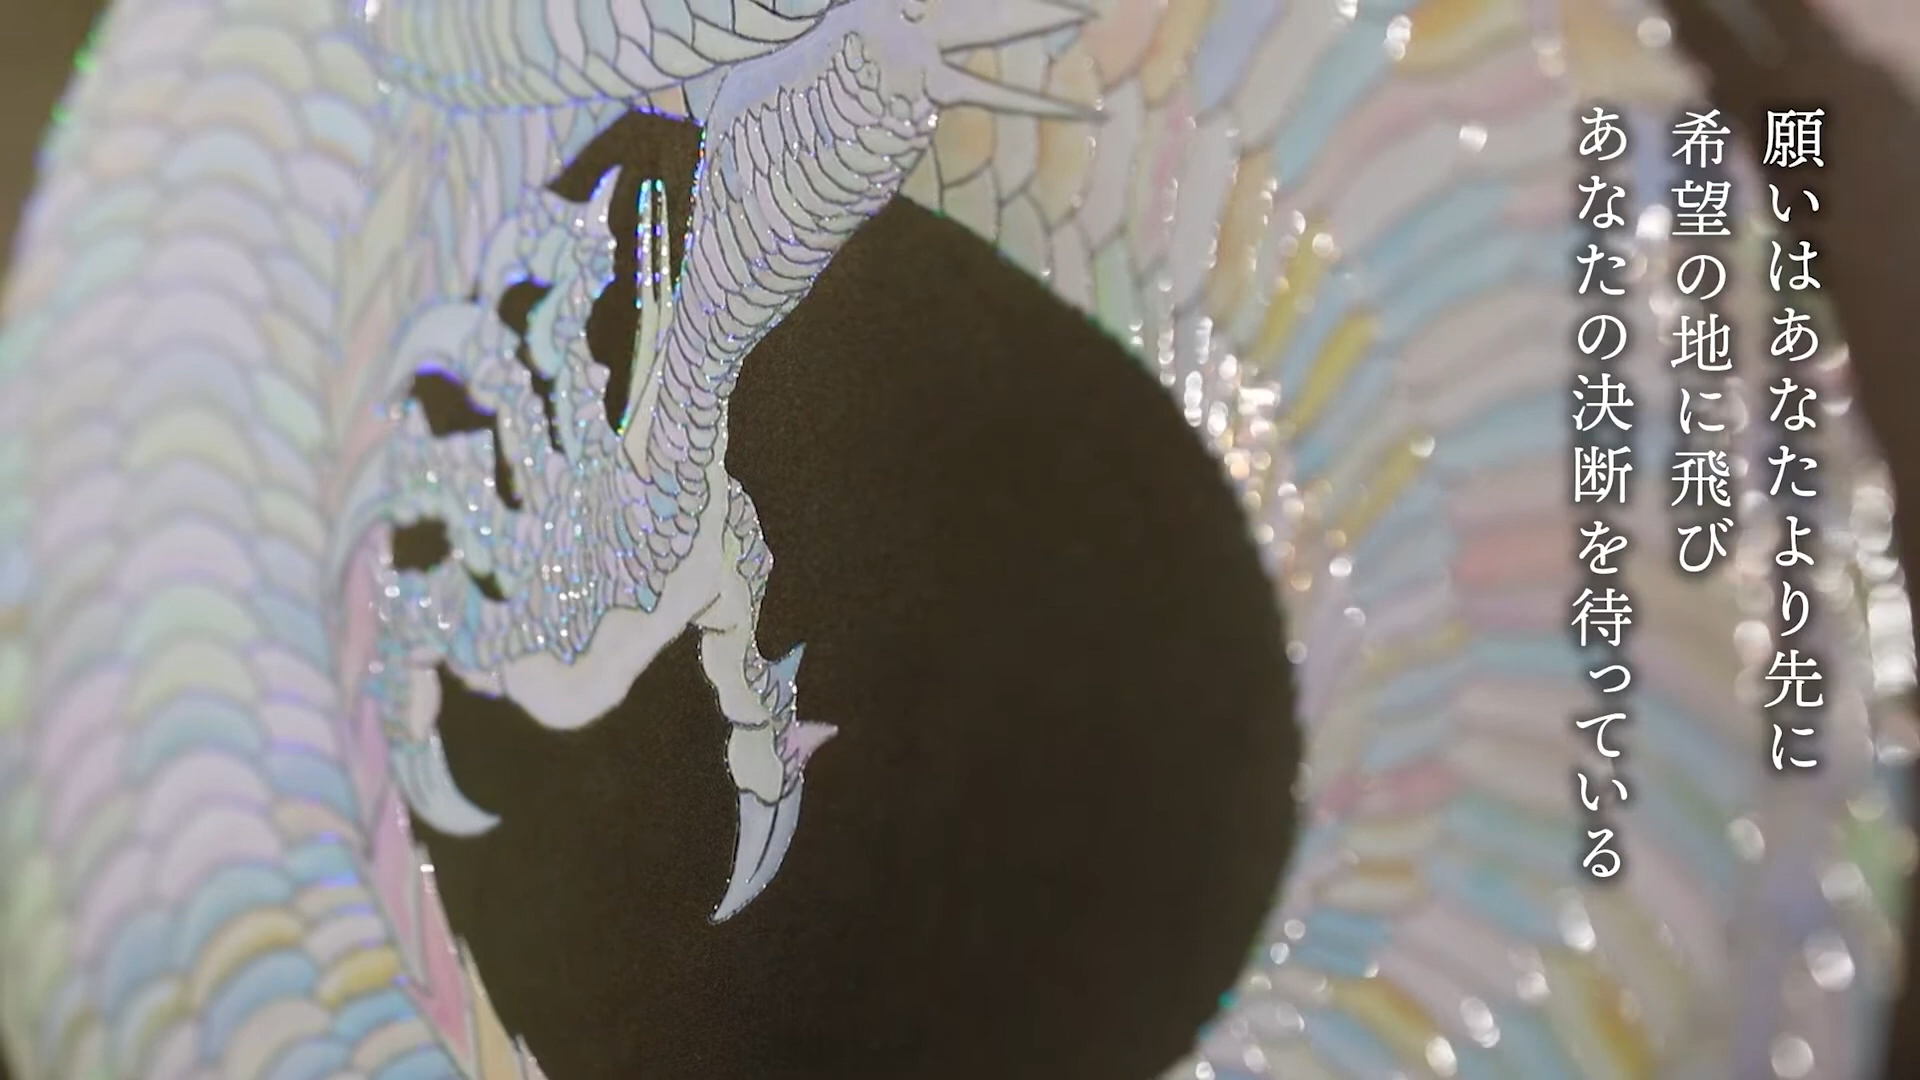 願いはあなたより先に
希望の地に飛び
あなたの決断を待っている